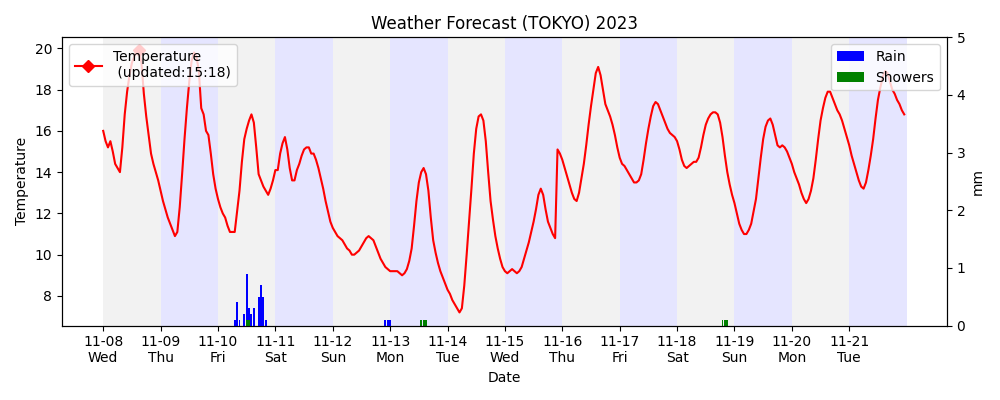 Weather Forecast (TOKYO) 2023
Temperature
(updated:15:18)
Rain
Showers
Temperature
20
18
16
14
12
10
8
5
4
3
2
1
0
mm
11-08 11-09 11-10 11-11 11-12 11-13 11-14 11-15 11-16 11-17 11-18 11-19 11-20 11-21
Wed Thu Fri Sat Sun Mon Tue Wed Thu Fri Sat Sun Mon Tue
Date